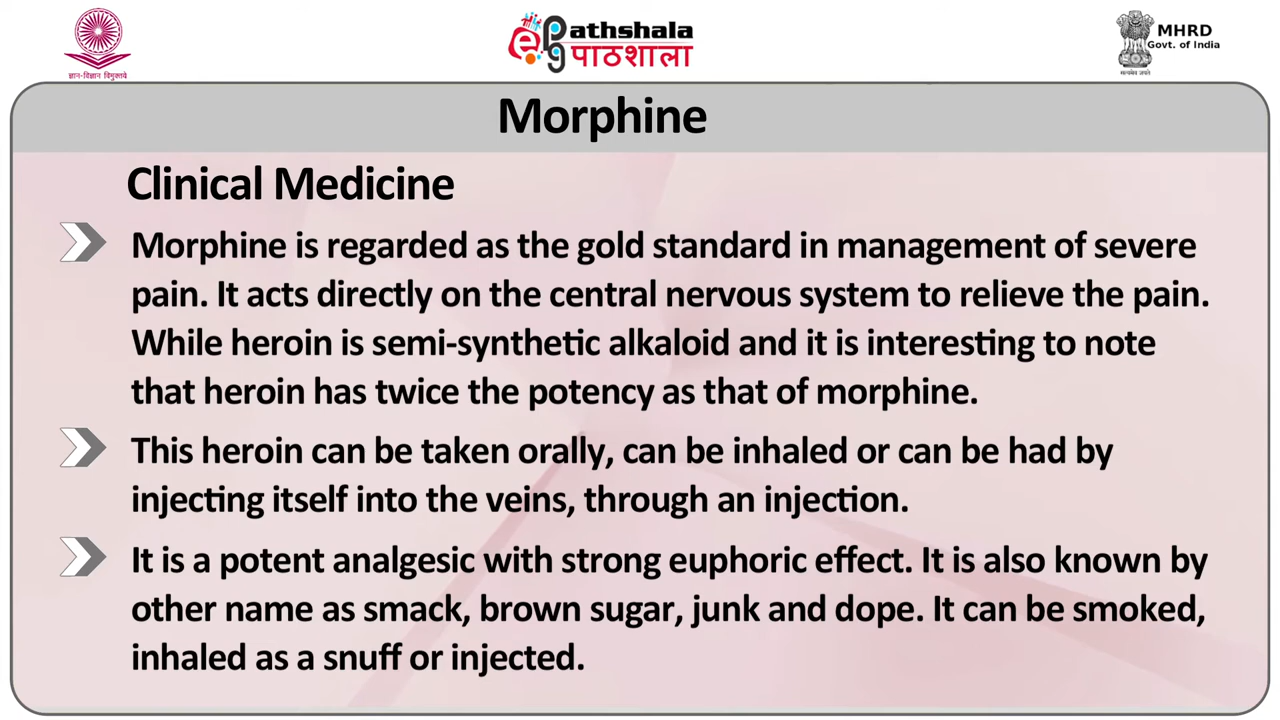 ज्ञान-विज्ञान विमुक्तये
ePGathshala
पाठशाला
MHRD
Govt. of India
सत्यमेव जयते
Morphine
Clinical Medicine
Morphine is regarded as the gold standard in management of severe
pain. It acts directly on the central nervous system to relieve the pain.
While heroin is semi-synthetic alkaloid and it is interesting to note
that heroin has twice the potency as that of morphine.
This heroin can be taken orally, can be inhaled or can be had by
injecting itself into the veins, through an injection.
It is a potent analgesic with strong euphoric effect. It is also known by
other name as smack, brown sugar, junk and dope. It can be smoked,
inhaled as a snuff or injected.